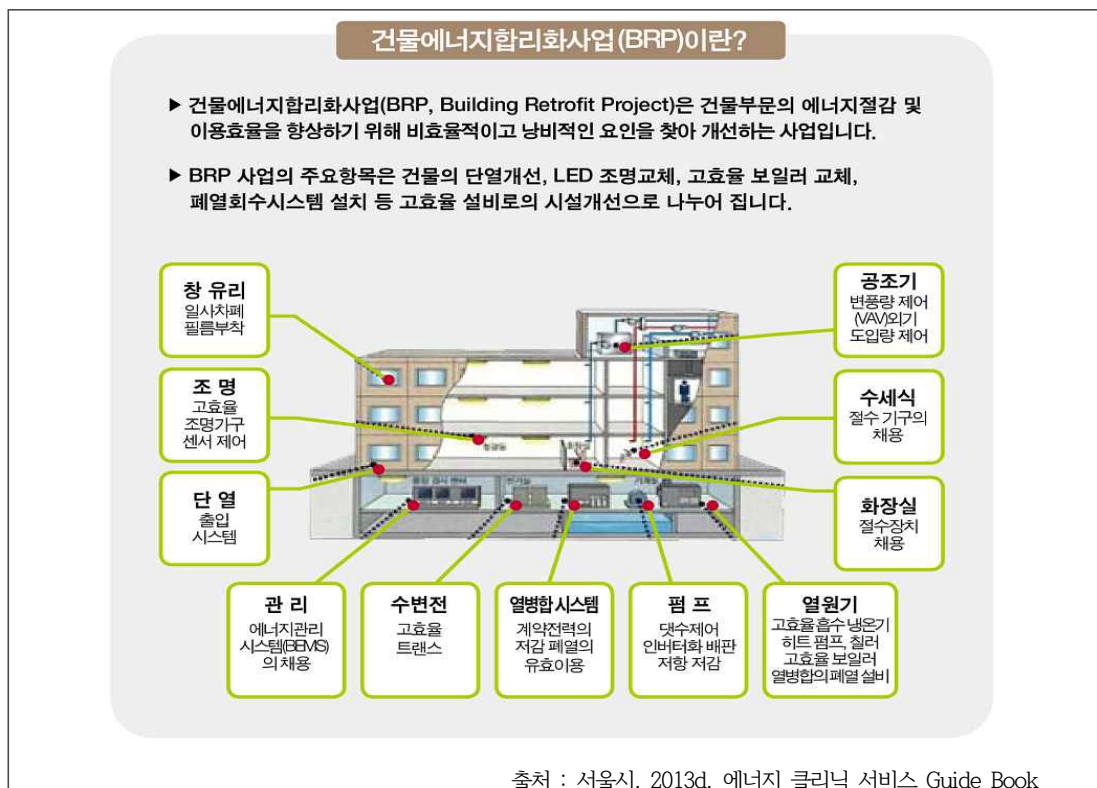 건물에너지합리화사업(BRP)이란?
▶ 건물에너지합리화사업(BRP, Building Retrofit Project)은 건물부문의 에너지절감 및
이용효율을 향상하기 위해 비효율적이고 낭비적인 요인을 찾아 개선하는 사업입니다.
▶ BRP 사업의 주요항목은 건물의 단열개선, LED 조명교체, 고효율 보일러 교체,
폐열회수시스템 설치 등 고효율 설비로의 시설개선으로 나누어 집니다.
창 유리
일사차폐
필름부착
조 명
고효율
조명가구
센서 제어
단 열
출입
시스템
공조기
변풍량 제어
(VAV)외기
도입량 제어
수세식
절수 기구의
채용
화장실
절수장치
채용
관 리
에너지관리
시스템(BEMS)
의 채용
수변전
고효율
트랜스
열병합 시스템
계약전력의
저감 폐열의
유효이용
펌 프
댓수제어
인버터화 배관
저항 저감
열원기
고효율 흡수 냉온기
히트 펌프, 칠러
고효율 보일러
열병합의 폐열 설비
출처 : 서울시. 2013d. 에너지 클리닉 서비스 Guide Book